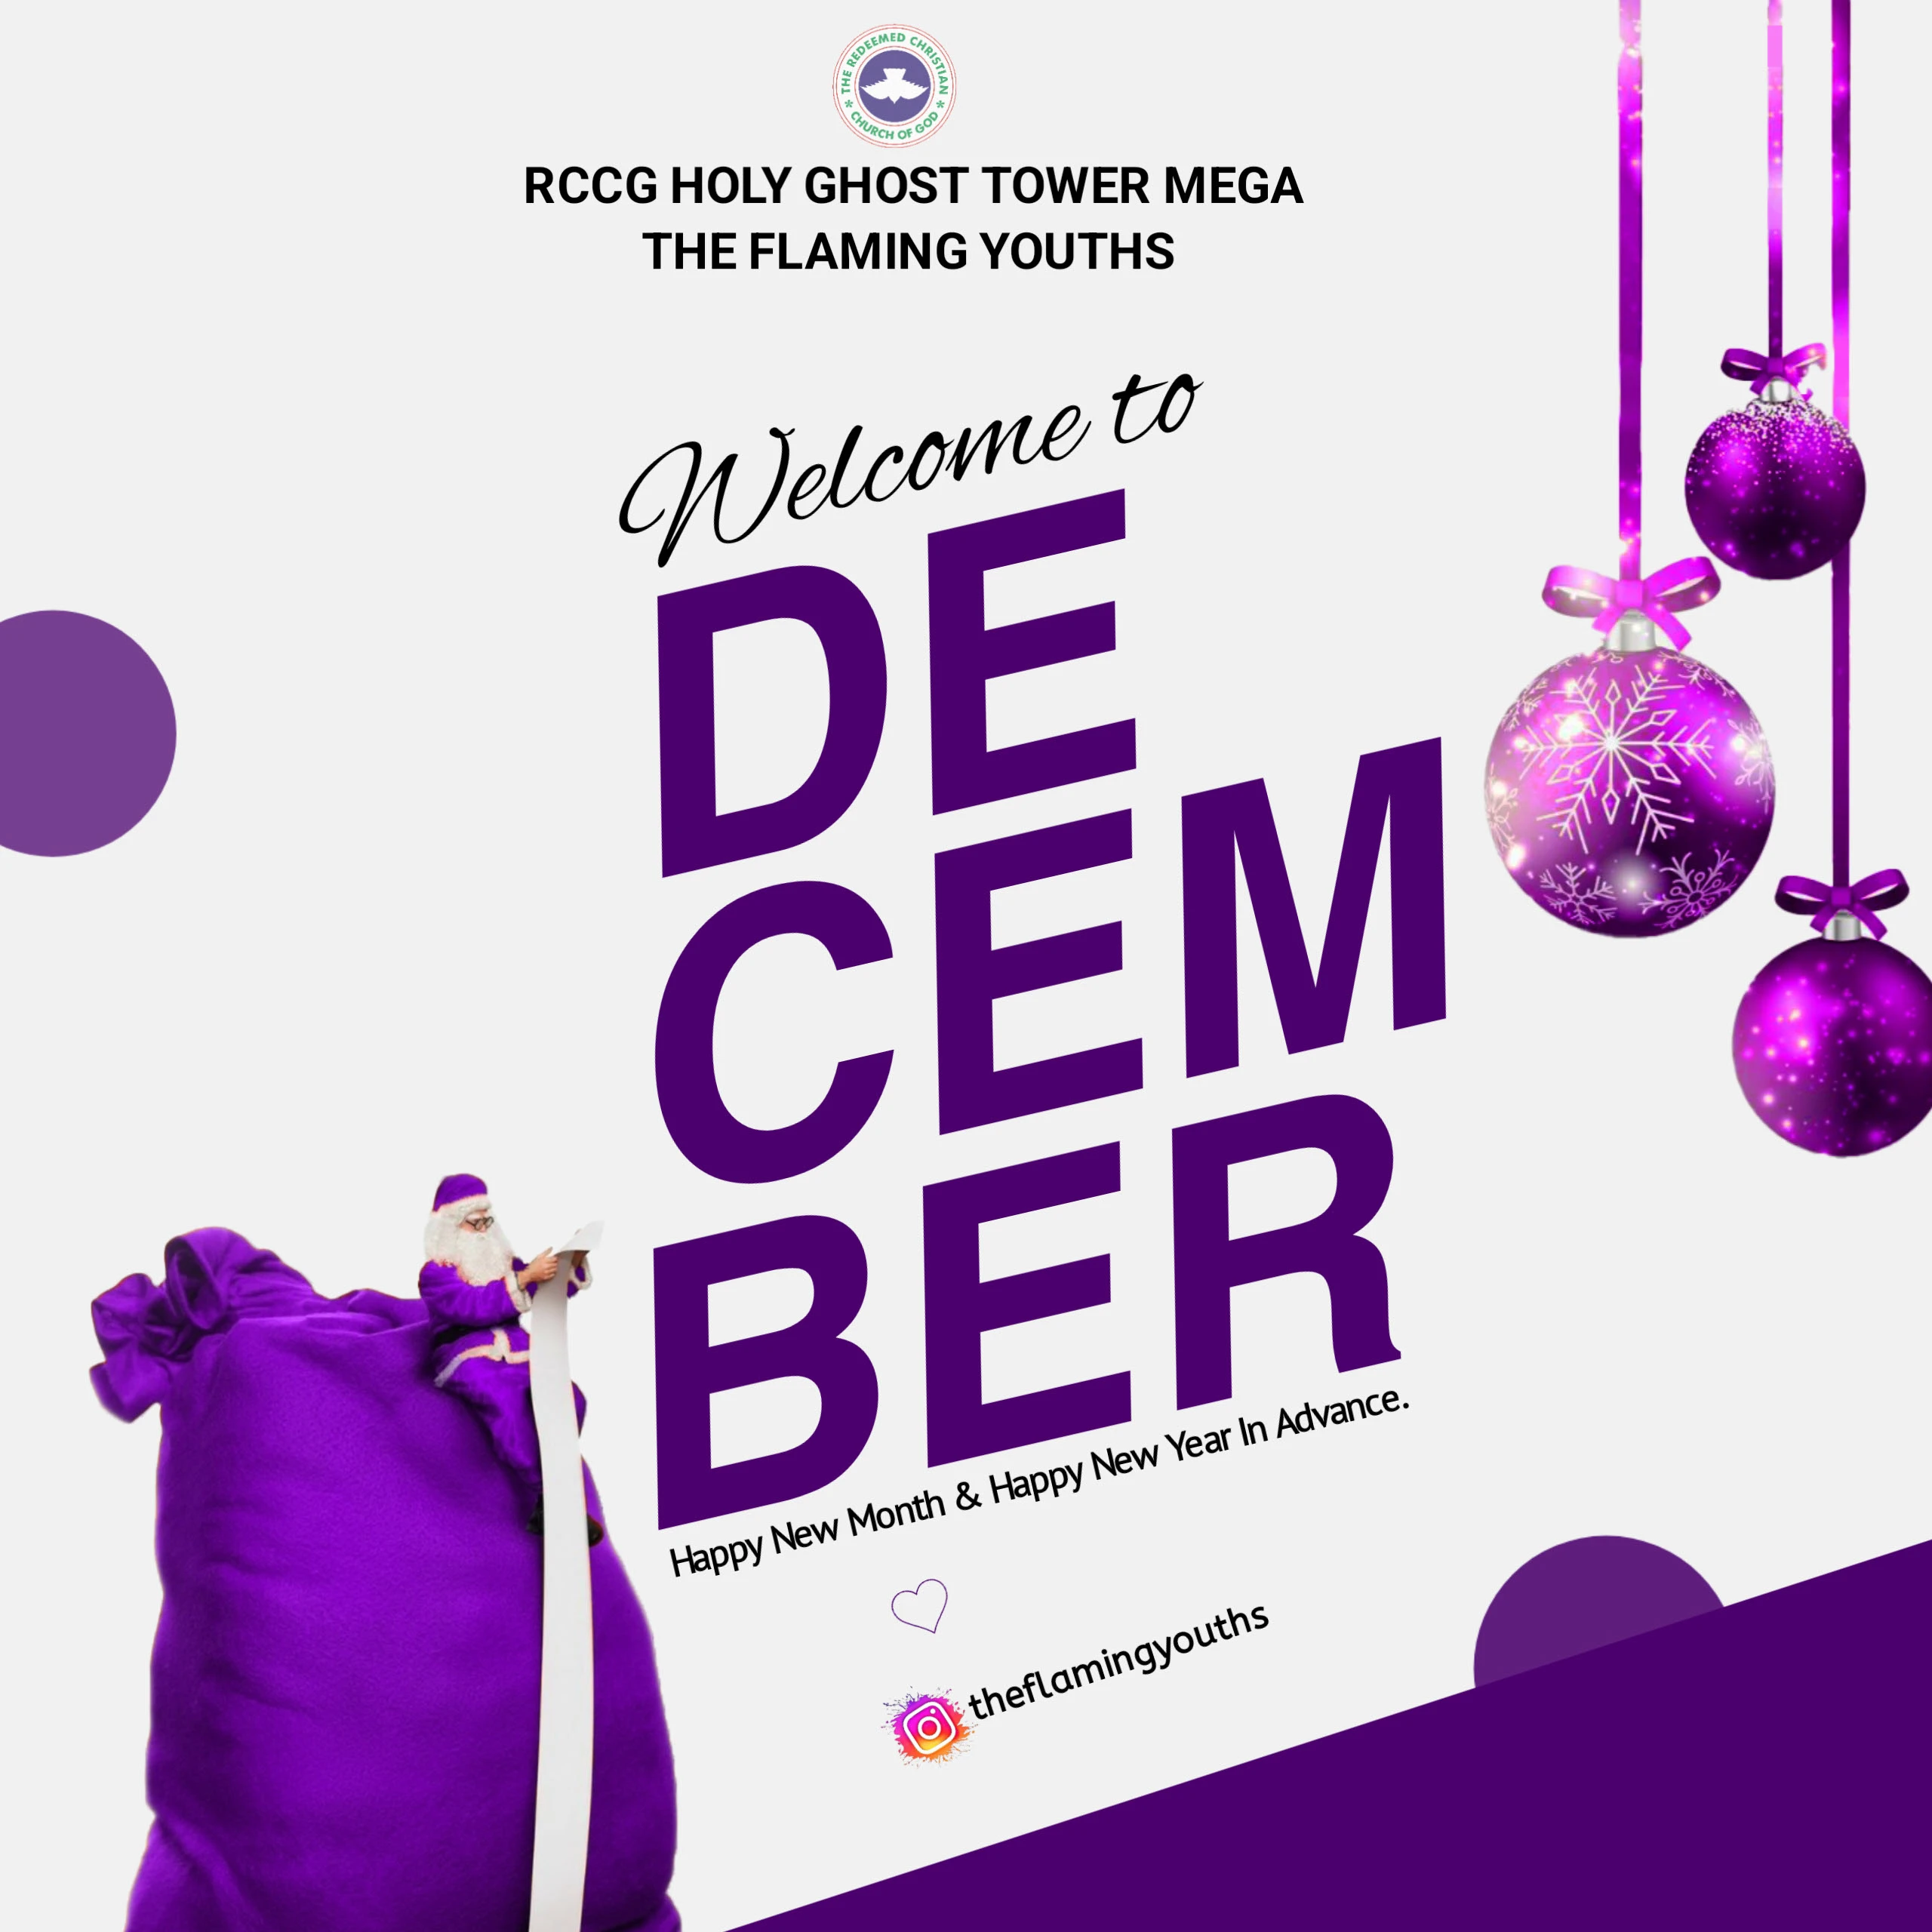 THE REDEEMED CHRISTIAN
CHURCH OF GOD
RCCG HOLY GHOST TOWER MEGA
THE FLAMING YOUTHS
Welcome to
DE
CEM
BER
Happy New Month & Happy New Year In Advance.
theflamingyouths